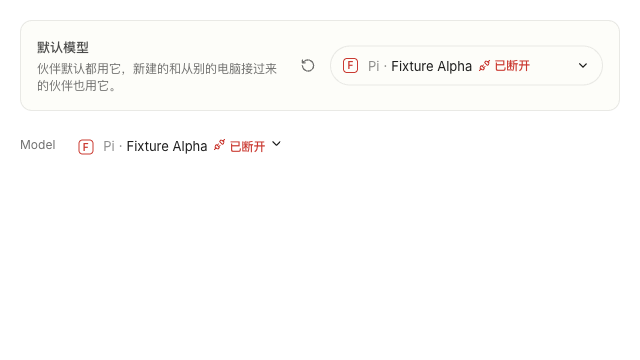 默认模型
伙伴默认都用它，新建的和从别的电脑接过来
的伙伴也用它。
F Pi · Fixture Alpha 已断开
Model F Pi · Fixture Alpha 已断开